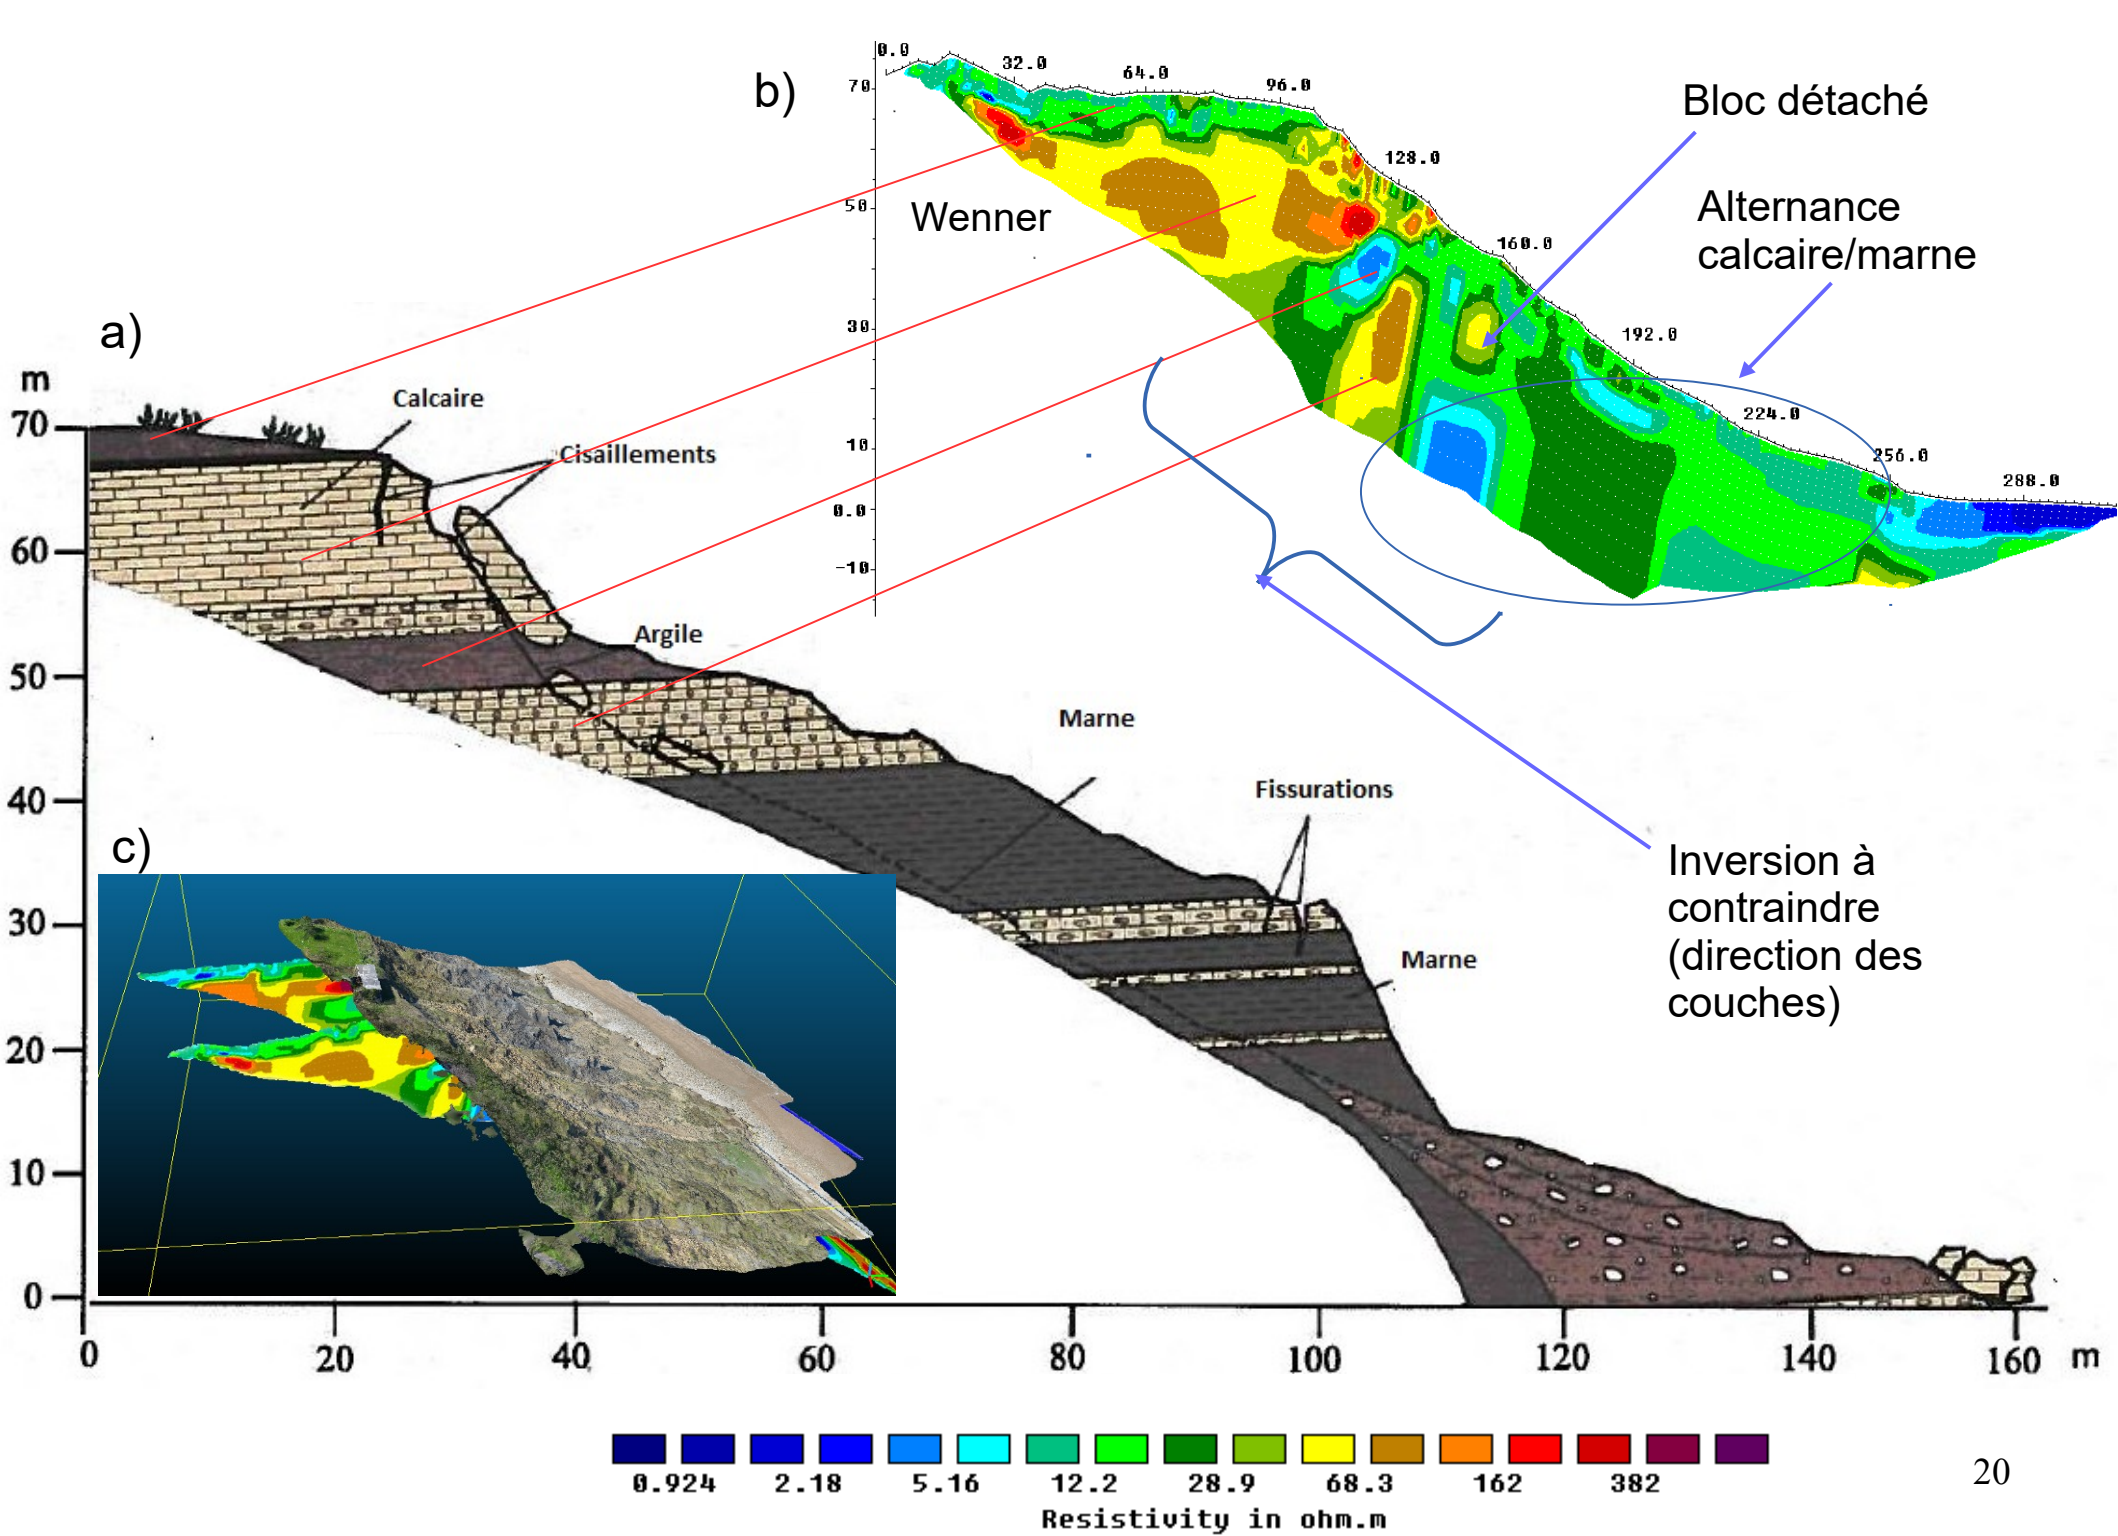 b)
0.0
32.0
64.0
96.0
128.0
160.0
192.0
224.0
256.0
288.0
70
50
30
10
0.0
-10
Wenner
Bloc détaché
Alternance
calcaire/marne
a)
m
70
60
50
40
30
20
10
0
Calcaire
Cisaillements
Argile
Marne
Fissurations
Marne
Inversion à
contraindre
(direction des
couches)
c)
0 20 40 60 80 100 120 140 160 m
0.924 2.18 5.16 12.2 28.9 68.3 162 382
Resistivity in ohm.m
20